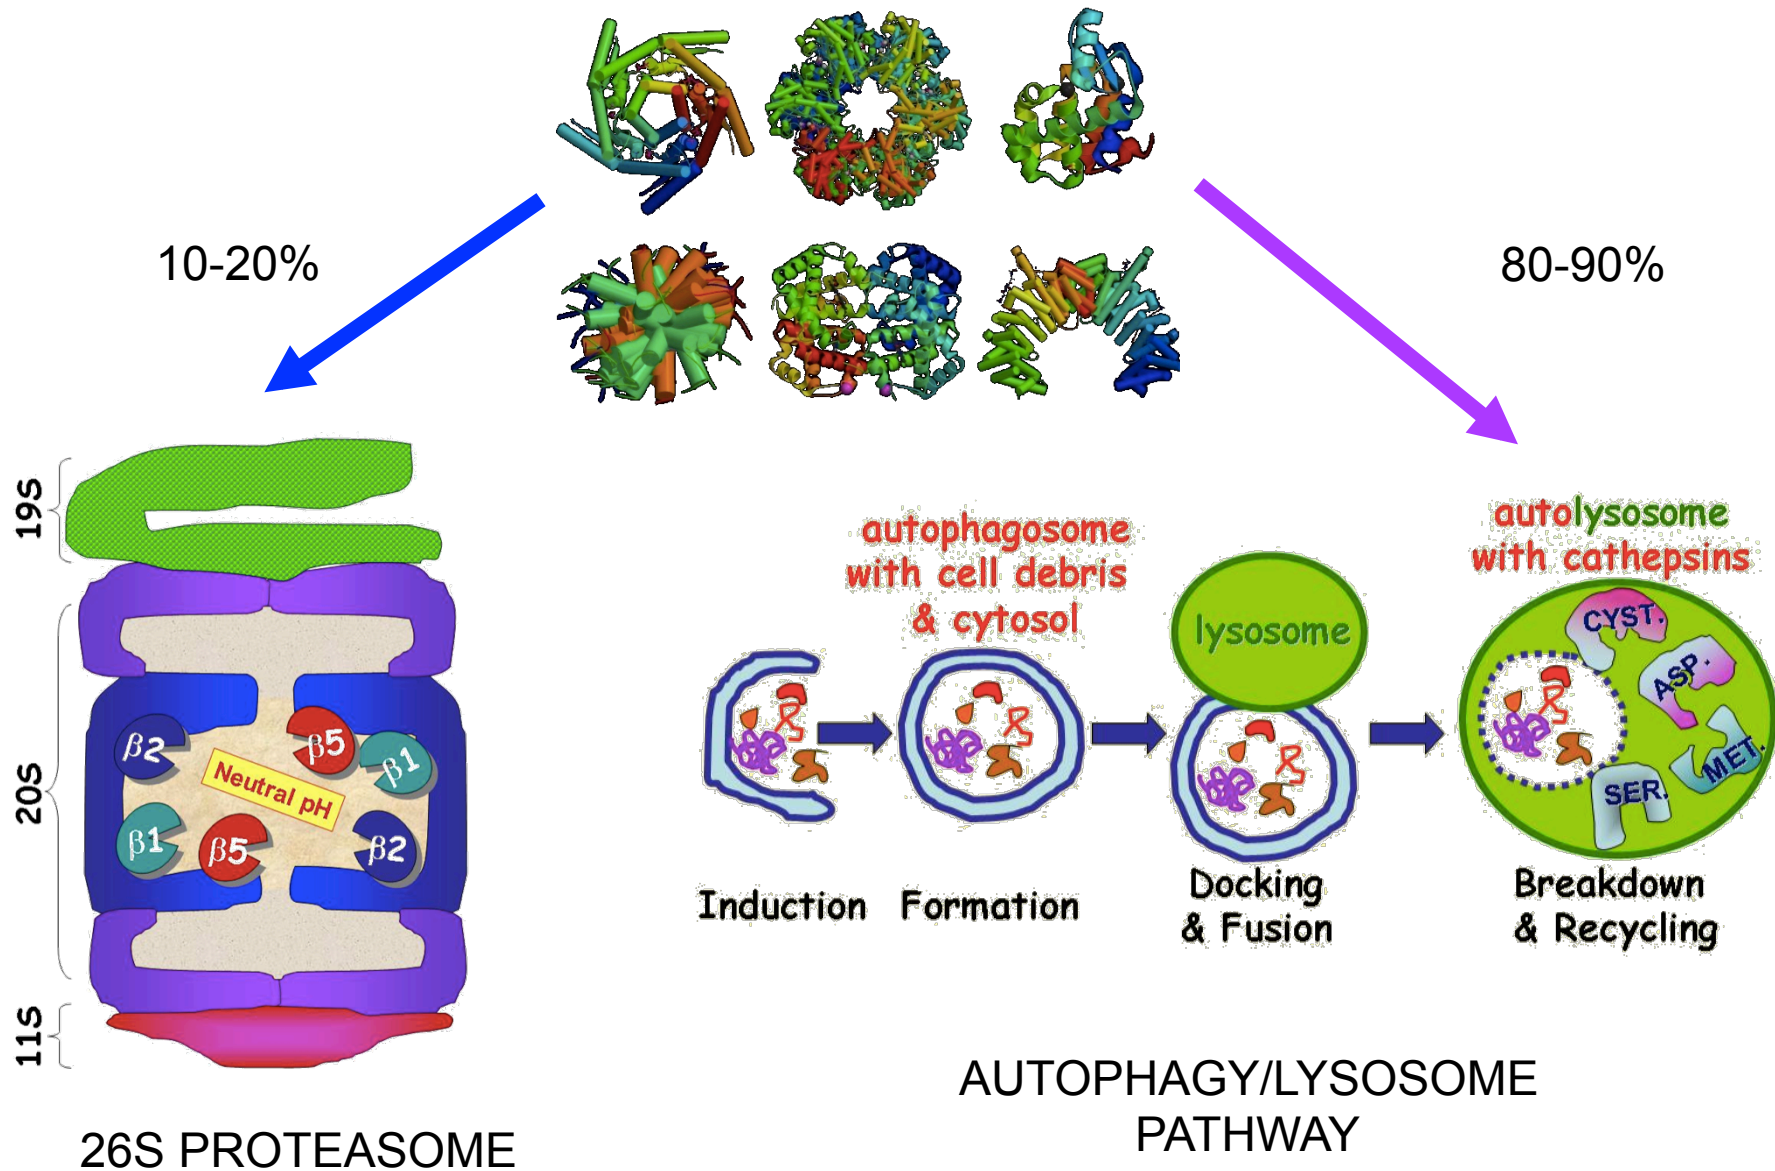 10-20%
80-90%
19S
20S
11S
β2
β5
β1
Neutral pH
β1
β5
β2
26S PROTEASOME
autophagosome
with cell debris
& cytosol
lysosome
autolysosome
with cathepsins
CYST.
ASP.
MET.
SER.
Induction
Formation
Docking
& Fusion
Breakdown
& Recycling
AUTOPHAGY/LYSOSOME
PATHWAY